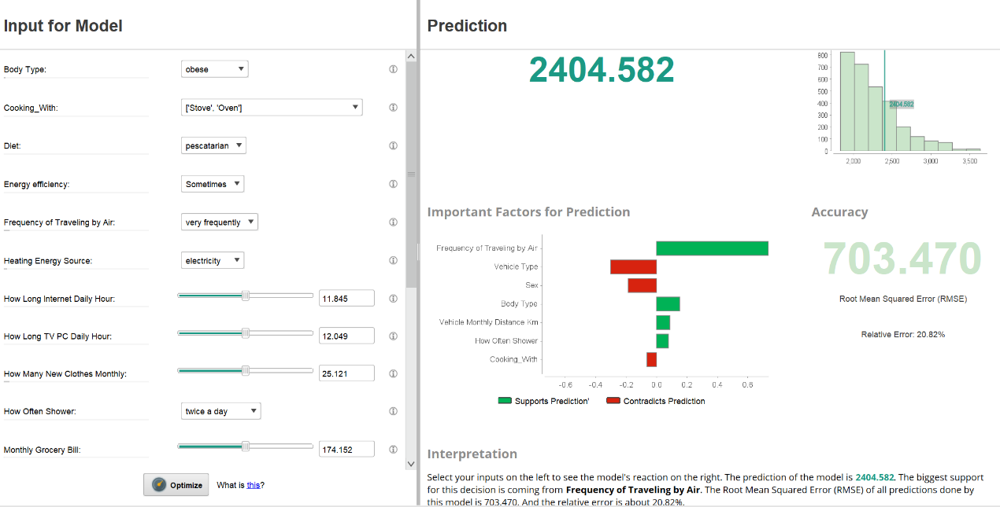 Input for Model
Body Type:
obese
Cooking_With:
['Stove', 'Oven']
Diet:
pescatarian
Energy efficiency:
Sometimes
Frequency of Traveling by Air:
very frequently
Heating Energy Source:
electricity
How Long Internet Daily Hour:
11.845
How Long TV PC Daily Hour:
12.049
How Many New Clothes Monthly:
25.121
How Often Shower:
twice a day
Monthly Grocery Bill:
174.152
Optimize
What is this?
Prediction
2404.582
800
700
600
500
400
300
200
100
0
2404.582
2,000
2,500
3,000
3,500
Important Factors for Prediction
Frequency of Traveling by Air
Vehicle Type
Sex
Body Type
Vehicle Monthly Distance Km
How Often Shower
Cooking_With
-0.6 -0.4 -0.2 0.0 0.2 0.4 0.6
Supports Prediction' Contradicts Prediction
Accuracy
703.470
Root Mean Squared Error (RMSE)
Relative Error: 20.82%
Interpretation
Select your inputs on the left to see the model's reaction on the right. The prediction of the model is 2404.582. The biggest support
for this decision is coming from Frequency of Traveling by Air. The Root Mean Squared Error (RMSE) of all predictions done by
this model is 703.470. And the relative error is about 20.82%.